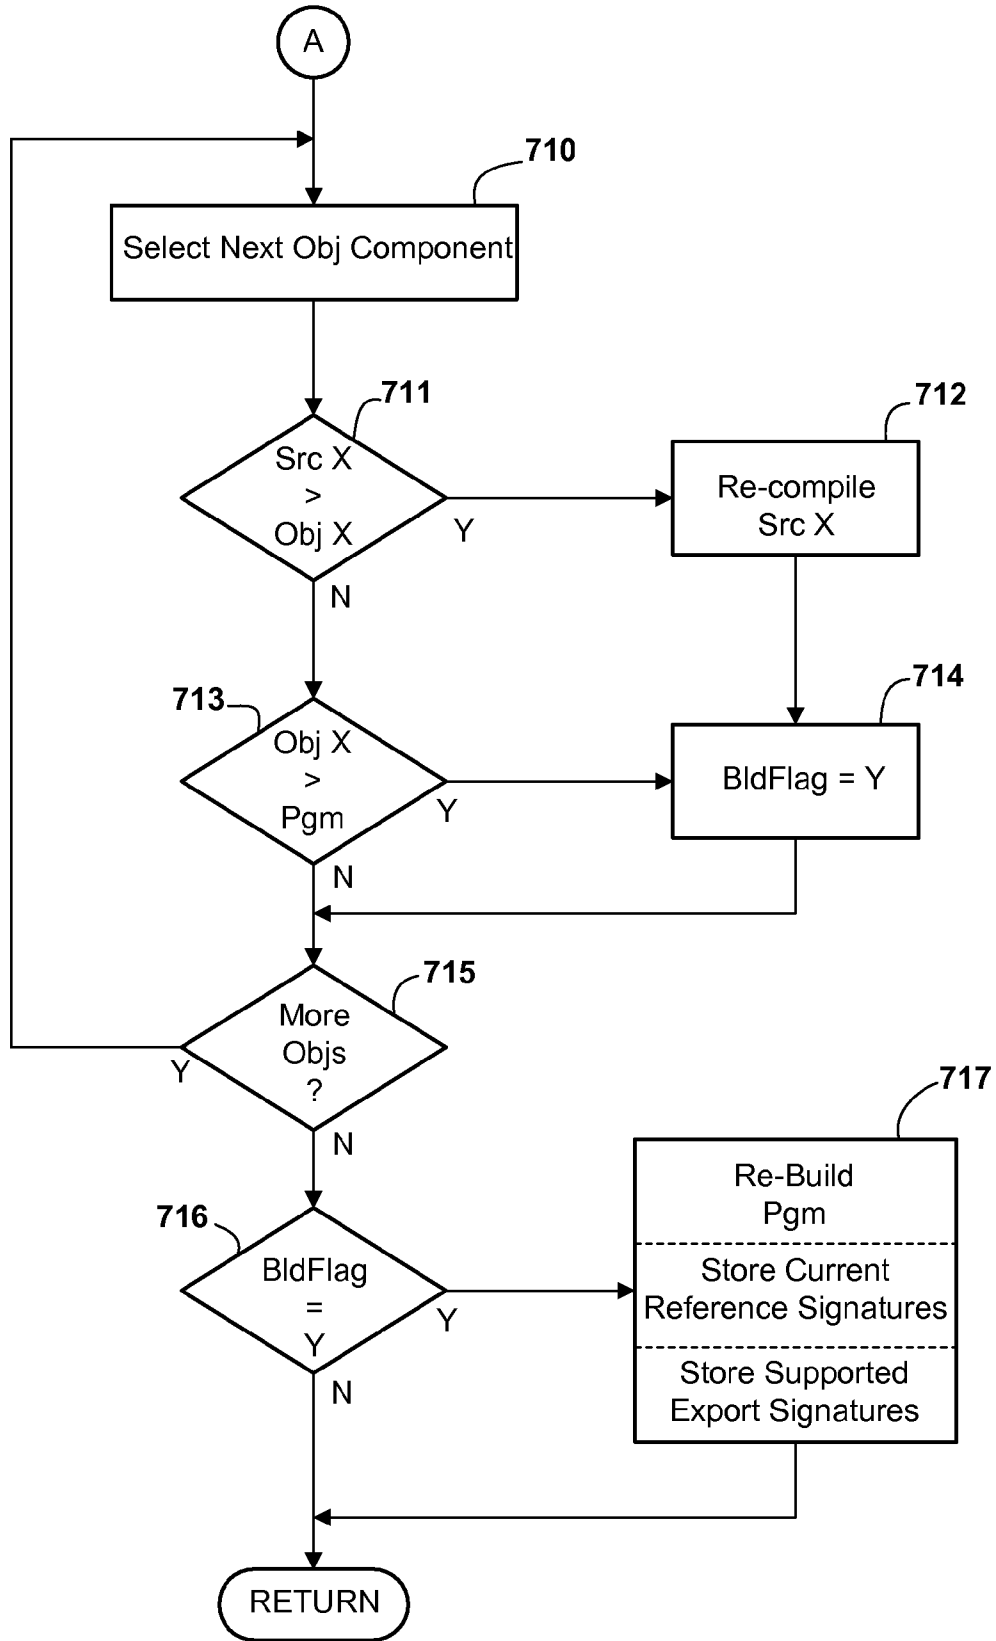 A
710
Select Next Obj Component
711
Src X
>
Obj X
Y
N
712
Re-compile
Src X
713
Obj X
>
Pgm
Y
N
714
BldFlag = Y
715
More
Objs
?
Y
N
716
BldFlag
=
Y
Y
N
717
Re-Build
Pgm
Store Current
Reference Signatures
Store Supported
Export Signatures
RETURN